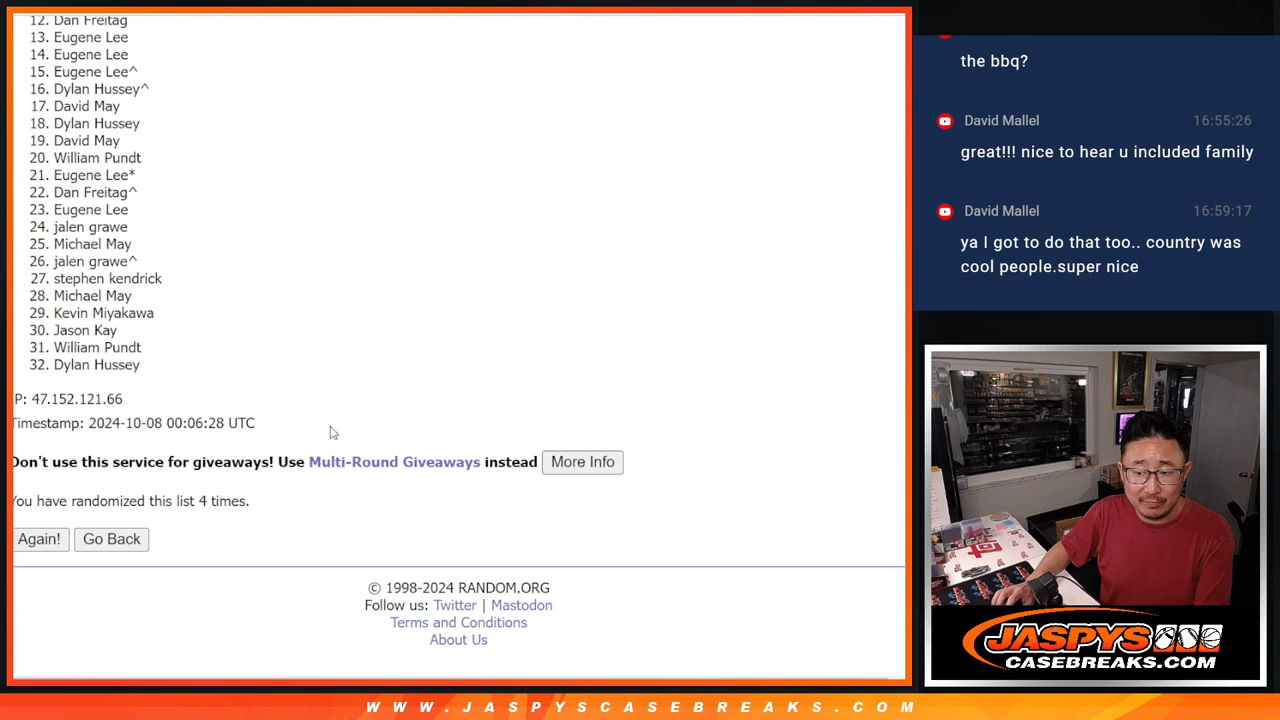 12. Dan Freitag
13. Eugene Lee
14. Eugene Lee
15. Eugene Lee^
16. Dylan Hussey^
17. David May
18. Dylan Hussey
19. David May
20. William Pundt
21. Eugene Lee*
22. Dan Freitag^
23. Eugene Lee
24. jalen grawe
25. Michael May
26. jalen grawe^
27. stephen kendrick
28. Michael May
29. Kevin Miyakawa
30. Jason Kay
31. William Pundt
32. Dylan Hussey
P: 47.152.121.66
Timestamp: 2024-10-08 00:06:28 UTC
Don't use this service for giveaways! Use Multi-Round Giveaways instead More Info
You have randomized this list 4 times.
Again! Go Back
© 1998-2024 RANDOM.ORG
Follow us: Twitter | Mastodon
Terms and Conditions
About Us
the bbq?
David Mallel 16:55:26
great!!! nice to hear u included family
David Mallel 16:59:17
ya I got to do that too.. country was
cool people.super nice
JASPYS
CASEBREAKS.COM
WWW.JASPYSCASEBREAKS.COM